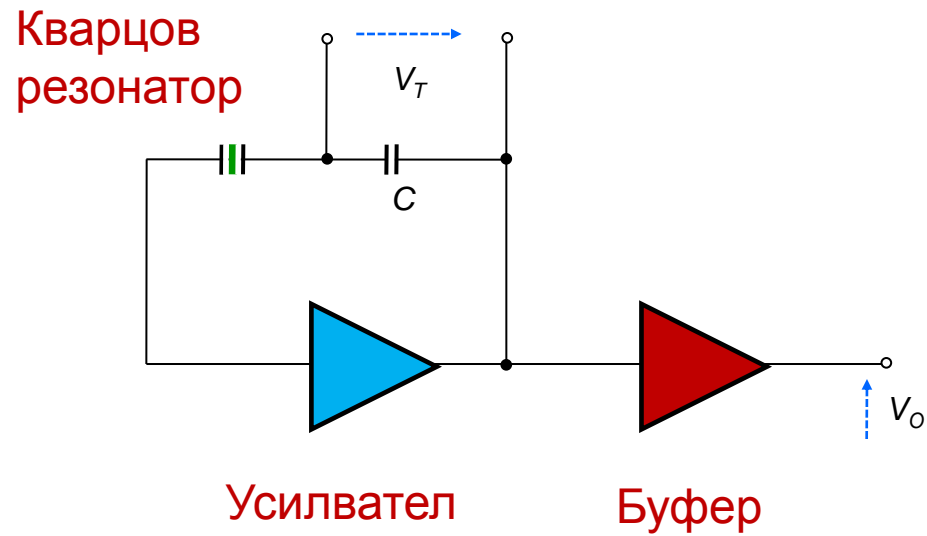 Кварцов
резонатор
V_T
C
V_O
Усилвател
Буфер